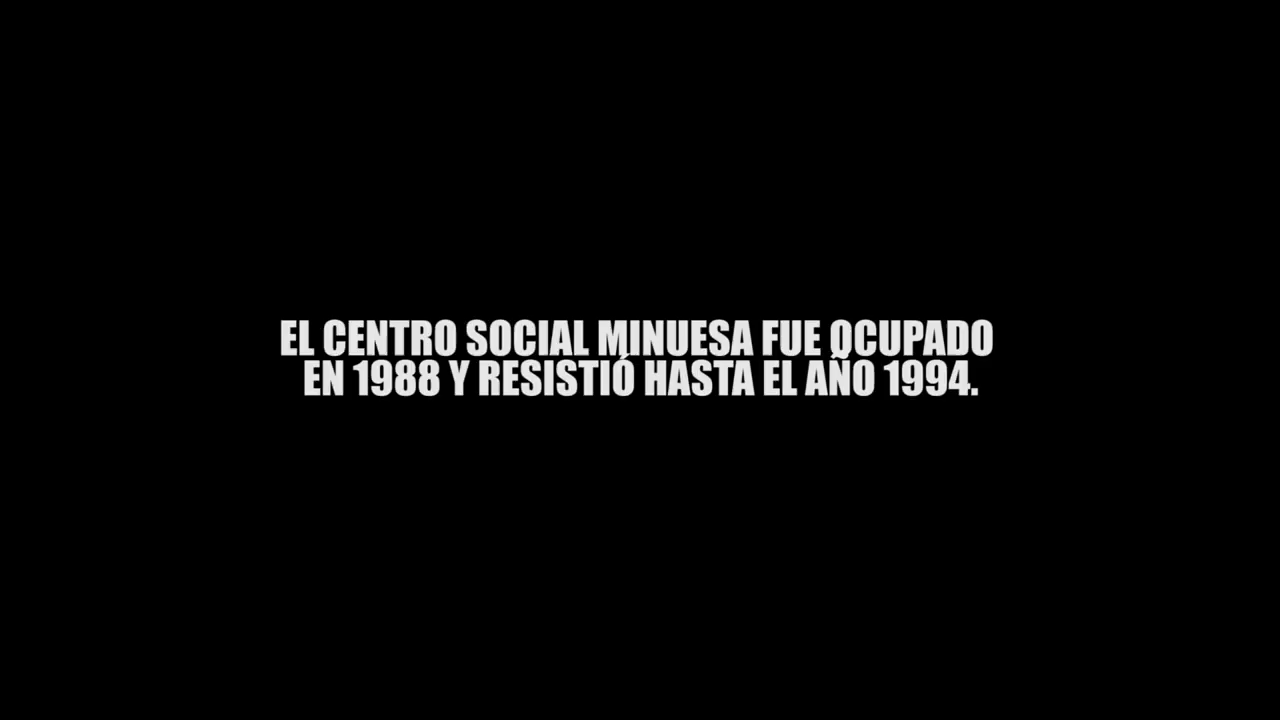 EL CENTRO SOCIAL MINUESA FUE OCUPADO
EN 1988 Y RESISTIÓ HASTA EL AÑO 1994.